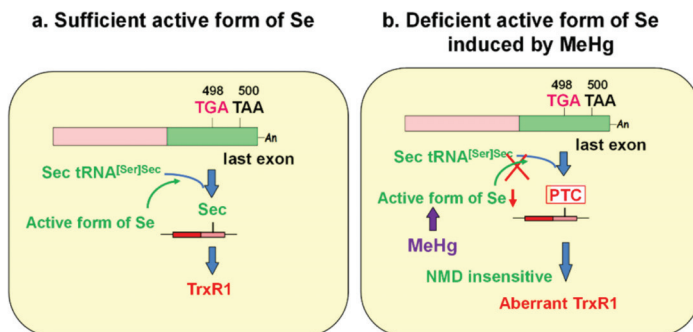 a. Sufficient active form of Se
498 500
TGA TAA
An
last exon
Sec tRNA[Ser]Sec
Sec
Active form of Se
TrxR1
b. Deficient active form of Se
induced by MeHg
498 500
TGA TAA
An
last exon
Sec tRNA[Ser]Sec
Active form of Se
PTC
MeHg
NMD insensitive
Aberrant TrxR1